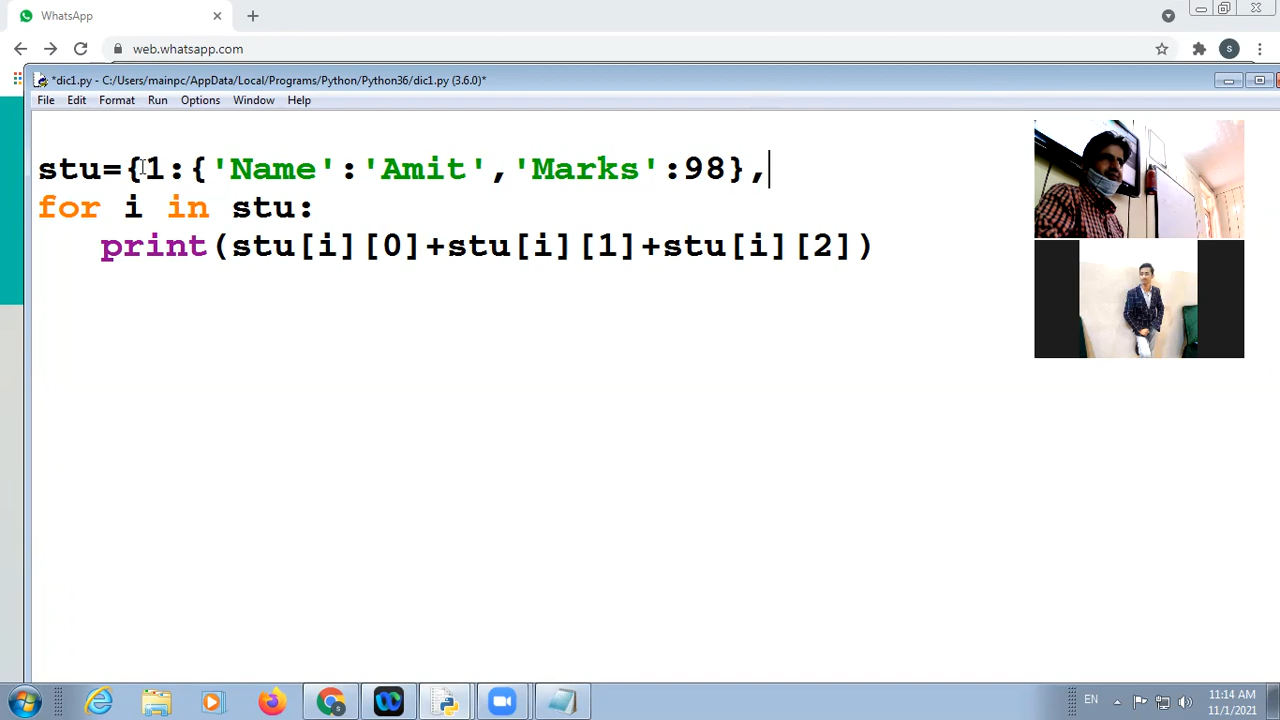 WhatsApp
web.whatsapp.com
S
*dic1.py - C:/Users/mainpc/AppData/Local/Programs/Python/Python36/dic1.py (3.6.0)*
File Edit Format Run Options Window Help
stu={1:{'Name':'Amit','Marks':98},
for i in stu:
print(stu[i][0]+stu[i][1]+stu[i][2])
EN
11:14 AM
11/1/2021